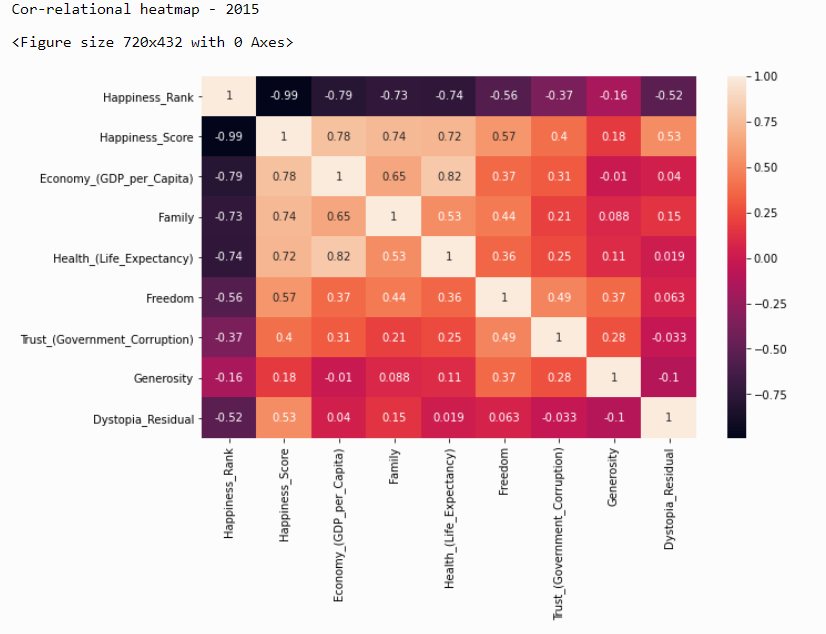 Cor-relational heatmap - 2015
<Figure size 720x432 with 0 Axes>
Happiness_Rank 1 -0.99 -0.79 -0.73 -0.74 -0.56 -0.37 -0.16 -0.52
Happiness_Score -0.99 1 0.78 0.74 0.72 0.57 0.4 0.18 0.53
Economy_(GDP_per_Capita) -0.79 0.78 1 0.65 0.82 0.37 0.31 -0.01 0.04
Family -0.73 0.74 0.65 1 0.53 0.44 0.21 0.088 0.15
Health_(Life_Expectancy) -0.74 0.72 0.82 0.53 1 0.36 0.25 0.11 0.019
Freedom -0.56 0.57 0.37 0.44 0.36 1 0.49 0.37 0.063
Trust_(Government_Corruption) -0.37 0.4 0.31 0.21 0.25 0.49 1 0.28 -0.033
Generosity -0.16 0.18 -0.01 0.088 0.11 0.37 0.28 1 -0.1
Dystopia_Residual -0.52 0.53 0.04 0.15 0.019 0.063 -0.033 -0.1 1
Happiness_Rank
Happiness_Score
Economy_(GDP_per_Capita)
Family
Health_(Life_Expectancy)
Freedom
Trust_(Government_Corruption)
Generosity
Dystopia_Residual
1.00
0.75
0.50
0.25
0.00
−0.25
−0.50
−0.75